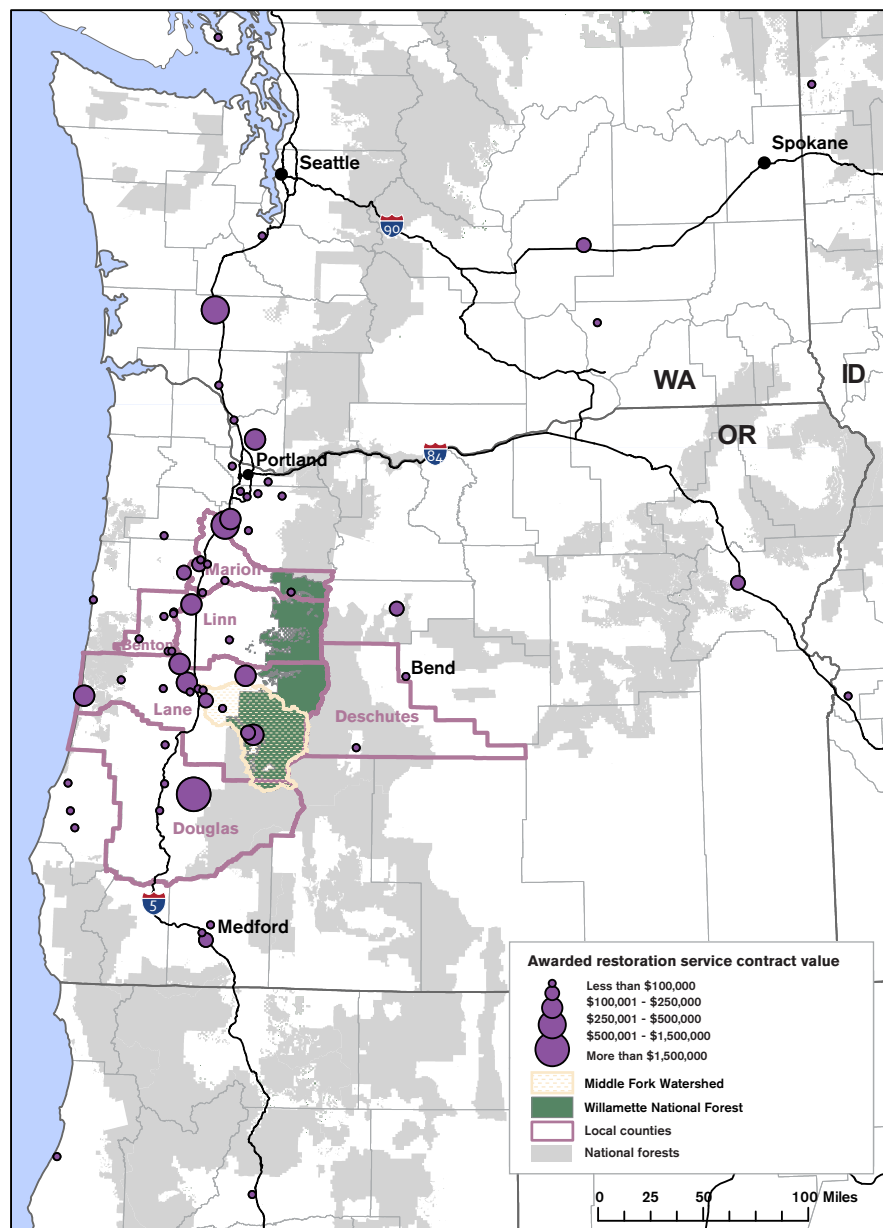 Seattle
Spokane
90
WA
ID
OR
84
Portland
Marion
Linn
Benton
Bend
Lane
Deschutes
Douglas
5
Medford
Awarded restoration service contract value
Less than $100,000
$100,001 - $250,000
$250,001 - $500,000
$500,001 - $1,500,000
More than $1,500,000
Middle Fork Watershed
Willamette National Forest
Local counties
National forests
0 25 50 100 Miles